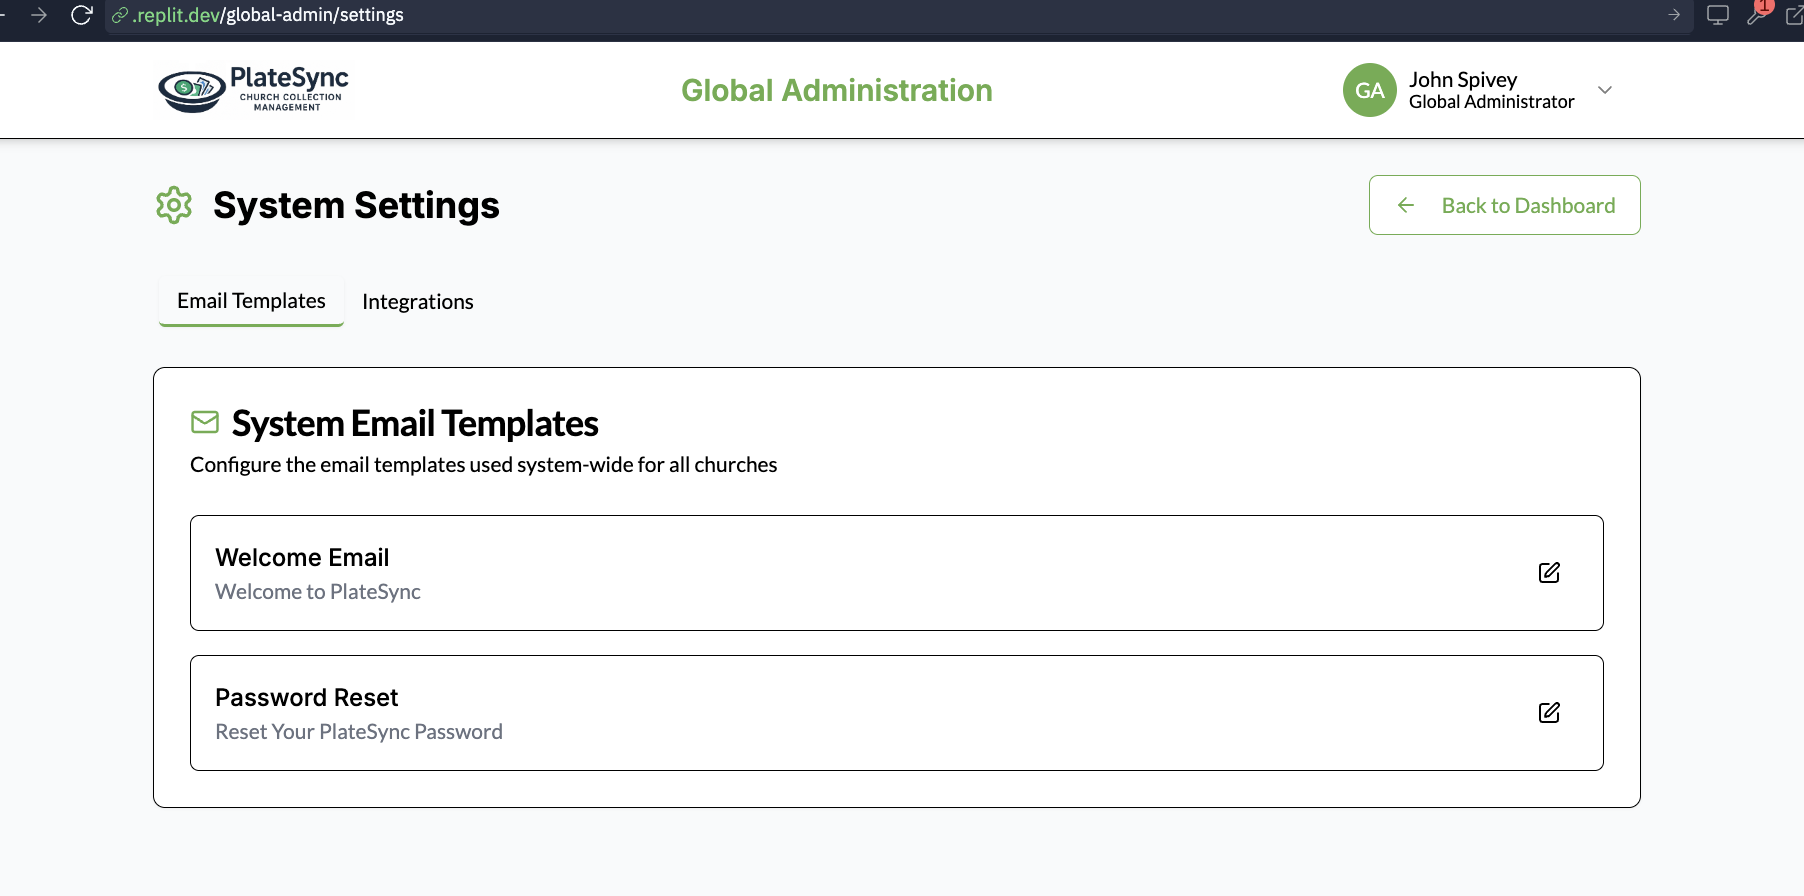 .replit.dev/global-admin/settings
1
PlateSync
CHURCH COLLECTION
MANAGEMENT
$
Global Administration
GA
John Spivey
Global Administrator
System Settings
Back to Dashboard
Email Templates
Integrations
System Email Templates
Configure the email templates used system-wide for all churches
Welcome Email
Welcome to PlateSync
Password Reset
Reset Your PlateSync Password